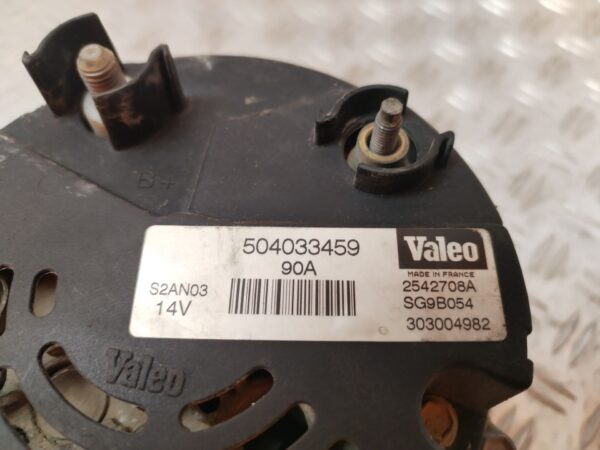 B+
504033459
90A
S2AN03
14V
Valeo
MADE IN FRANCE
2542708A
SG9B054
303004982
Valeo